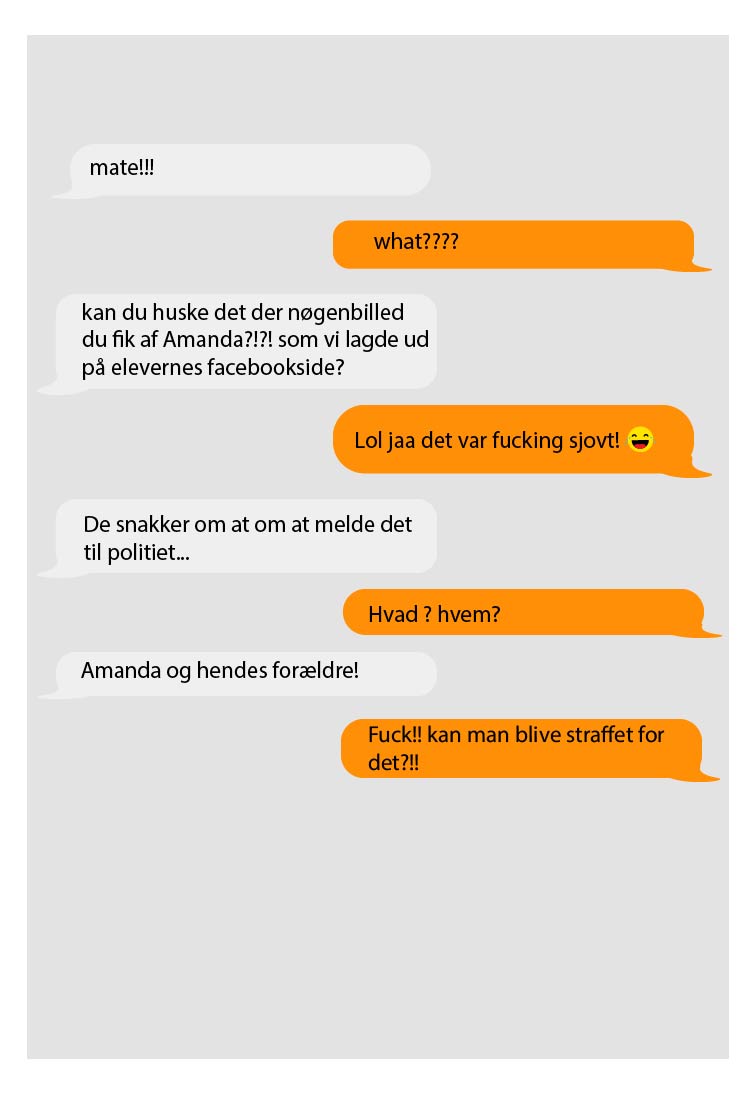 mate!!!
what????
kan du huske det der nøgenbilled
du fik af Amanda?!?! som vi lagde ud
på elevernes facebookside?
Lol jaa det var fucking sjovt! 😄
De snakker om at om at melde det
til politiet...
Hvad ? hvem?
Amanda og hendes forældre!
Fuck!! kan man blive straffet for
det?!!